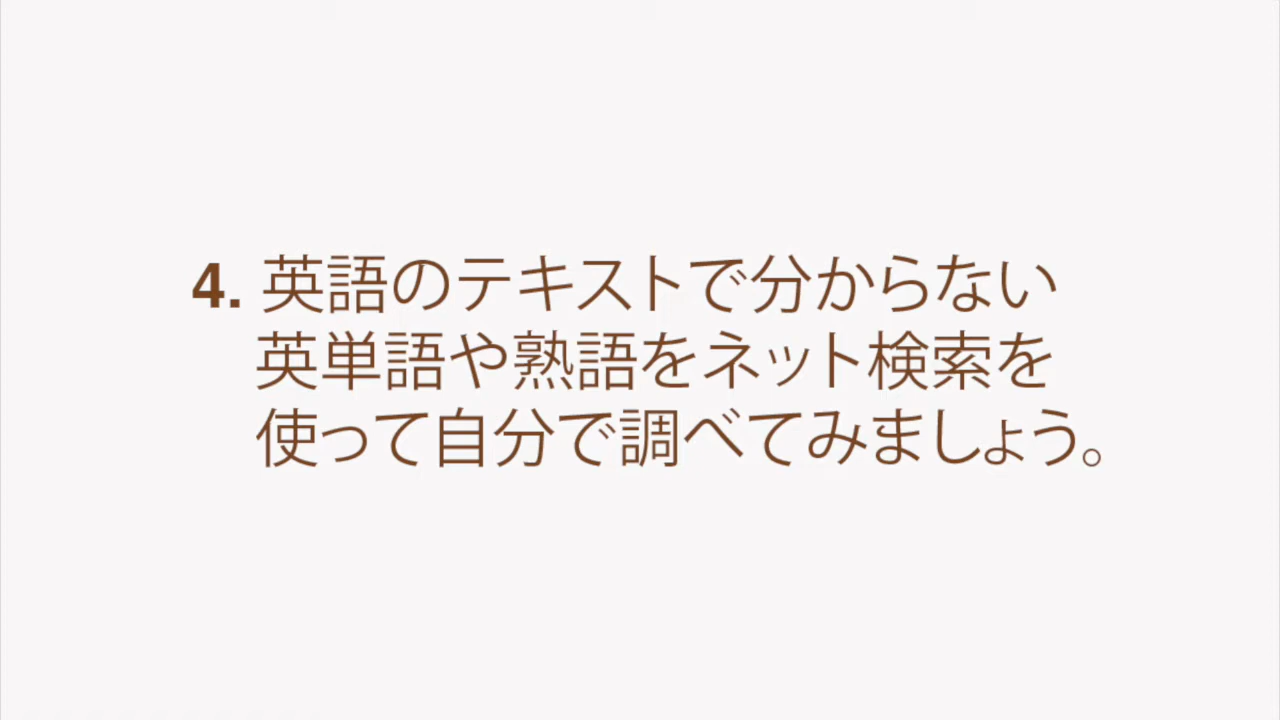 4. 英語のテキストで分からない
英単語や熟語をネット検索を
使って自分で調べてみましょう。